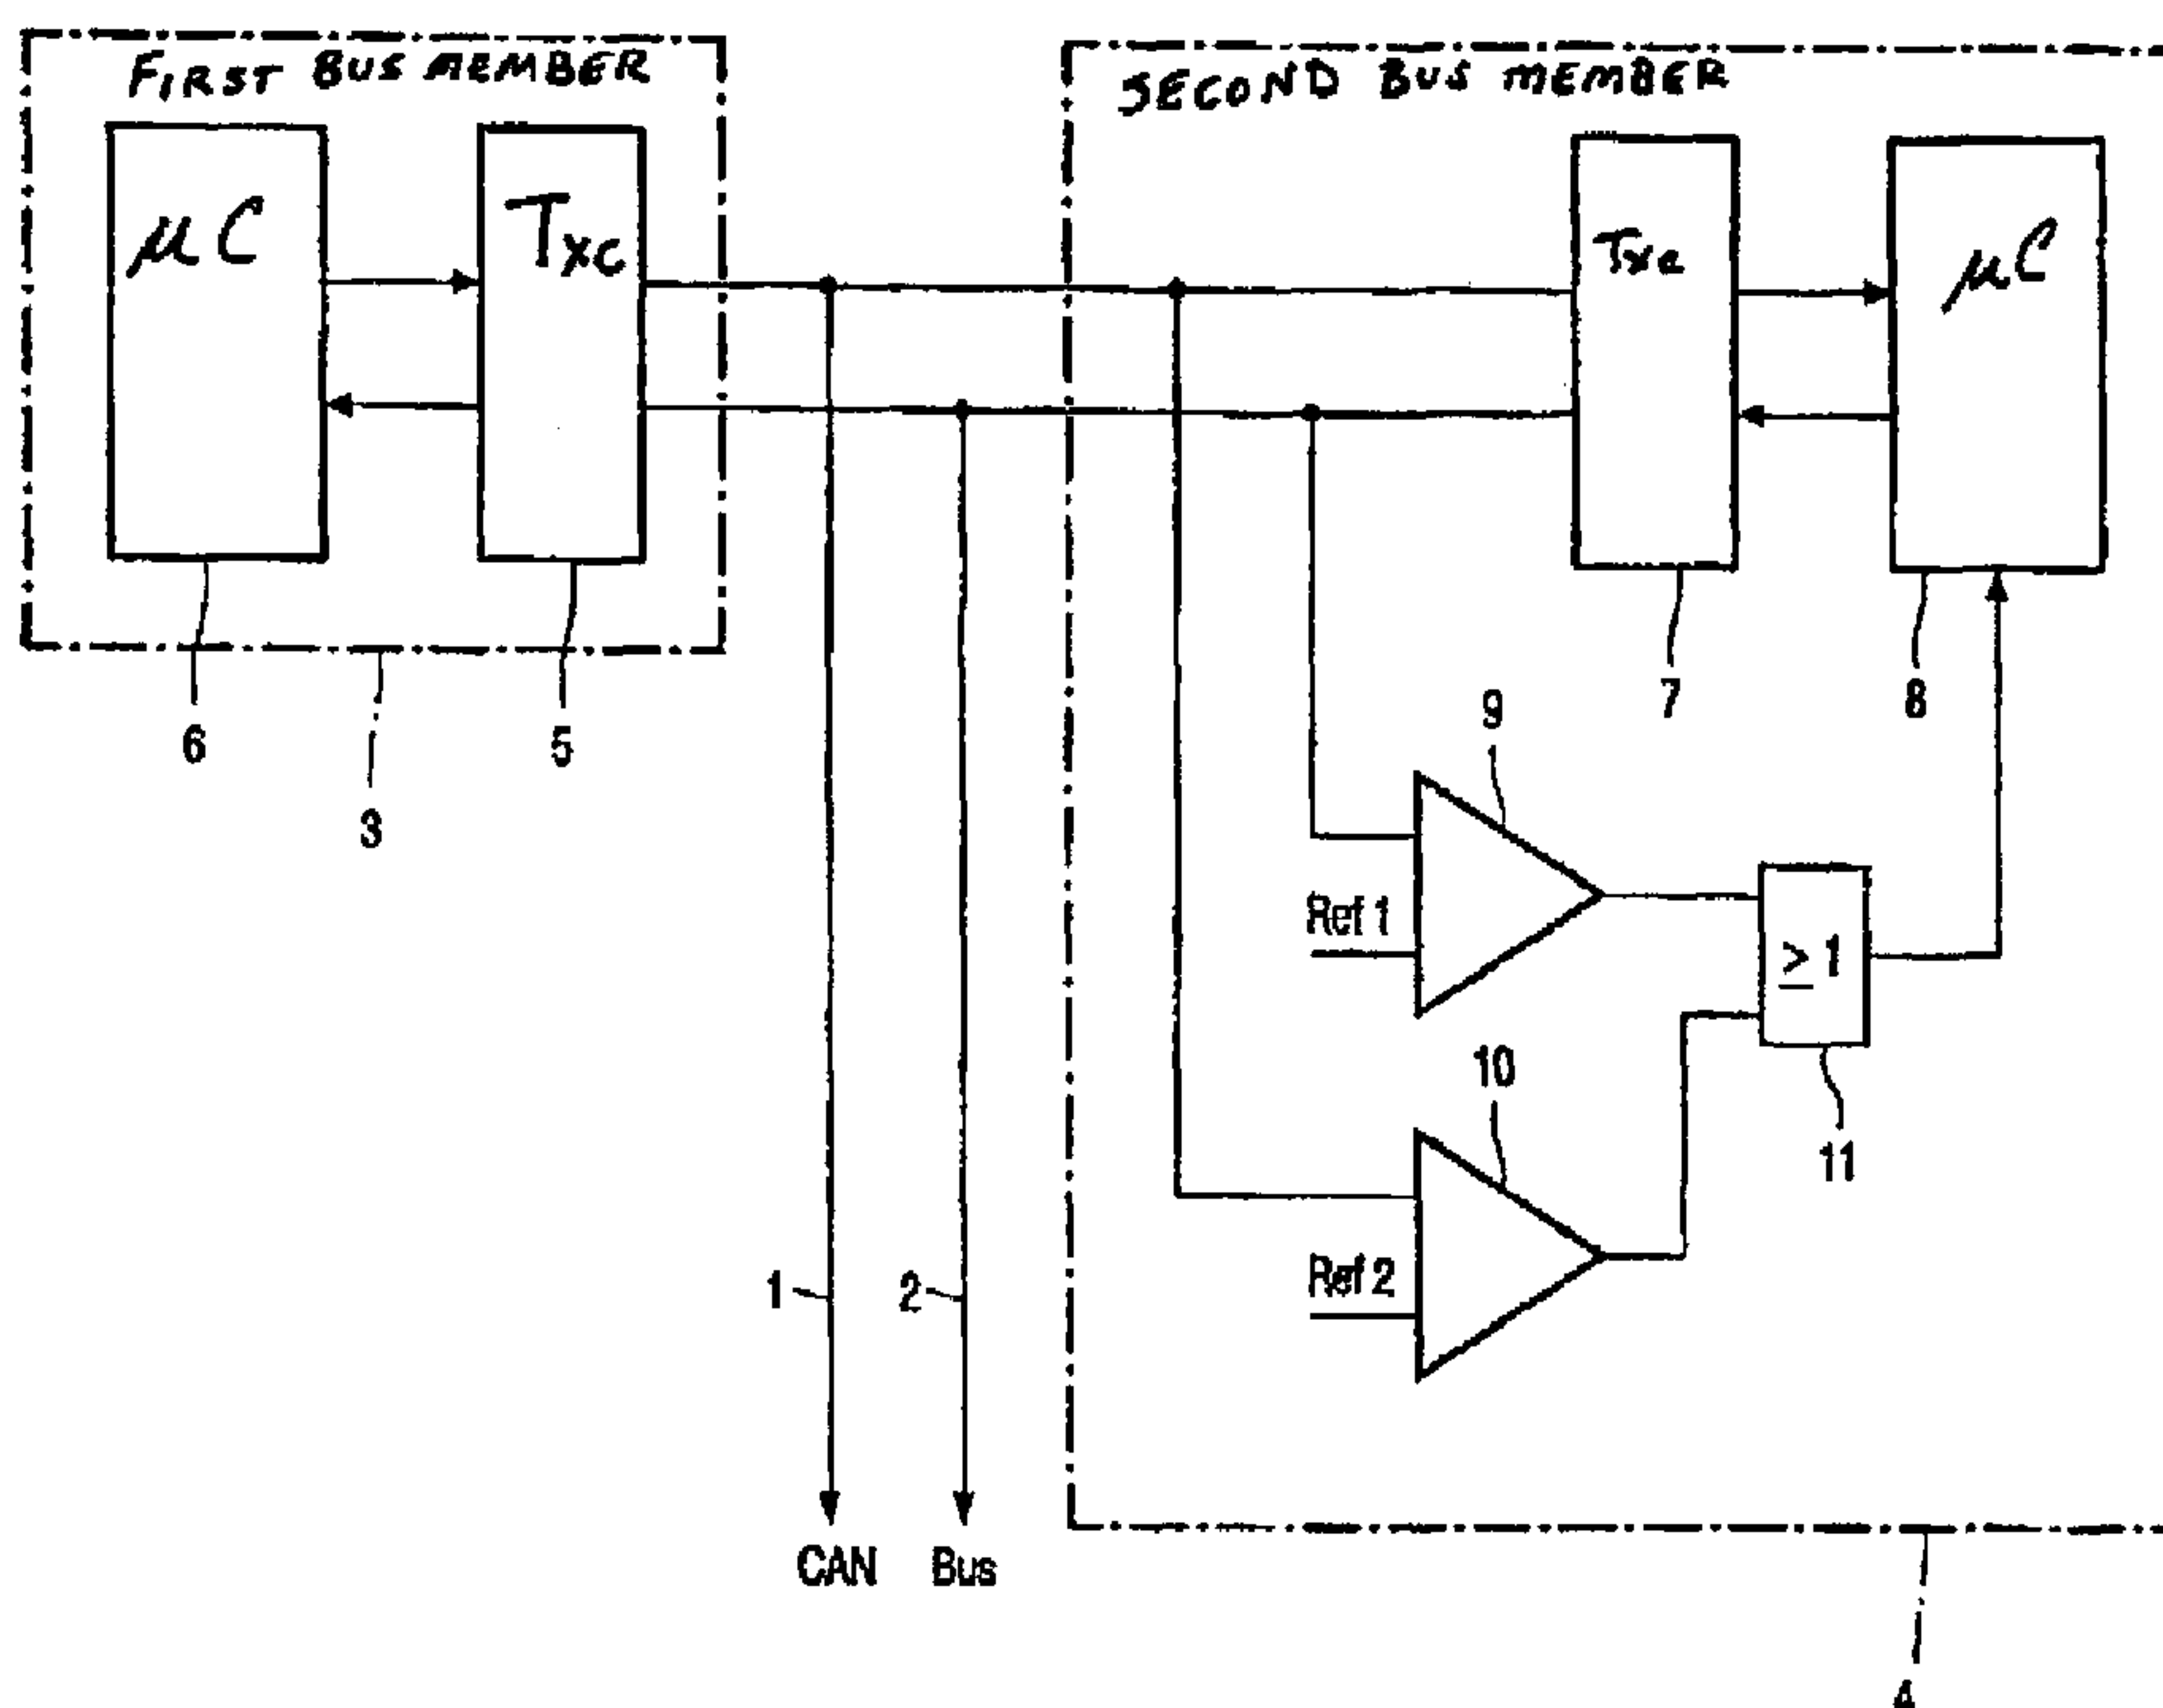 FIRST BUS MEMBER
SECOND BUS MEMBER
μC
Txc
Txc
μC
6
5
3
7
8
9
Ref 1
≥ 1
10
11
Ref 2
1
2
CAN
Bus